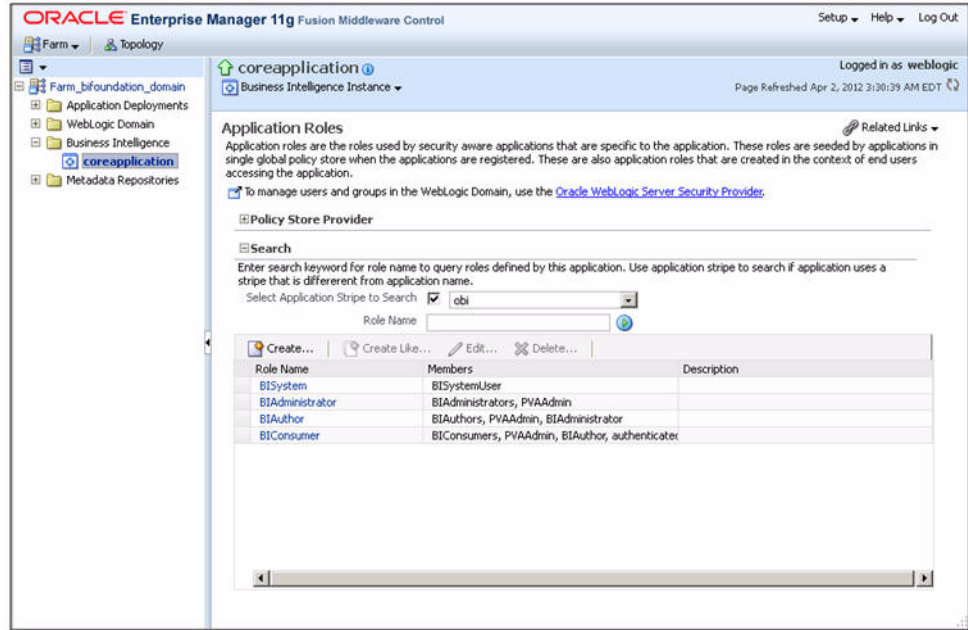 ORACLE Enterprise Manager 11g Fusion Middleware Control
Setup Help Log Out
Farm Topology
Farm_bifoundation_domain
Application Deployments
WebLogic Domain
Business Intelligence
coreapplication
Metadata Repositories
coreapplication
Logged in as weblogic
Business Intelligence Instance
Page Refreshed Apr 2, 2012 3:30:39 AM EDT
Application Roles
Related Links
Application roles are the roles used by security aware applications that are specific to the application. These roles are seeded by applications in
single global policy store when the applications are registered. These are also application roles that are created in the context of end users
accessing the application.
To manage users and groups in the WebLogic Domain, use the Oracle WebLogic Server Security Provider.
Policy Store Provider
Search
Enter search keyword for role name to query roles defined by this application. Use application stripe to search if application uses a
stripe that is differerent from application name.
Select Application Stripe to Search obi
Role Name
Create... Create Like... Edit... Delete...
Role Name Members Description
BISystem BISystemUser
BIAdministrator BIAdministrators, PVAAdmin
BIAuthor BIAuthors, PVAAdmin, BIAdministrator
BIConsumer BIConsumers, PVAAdmin, BIAuthor, authenticated